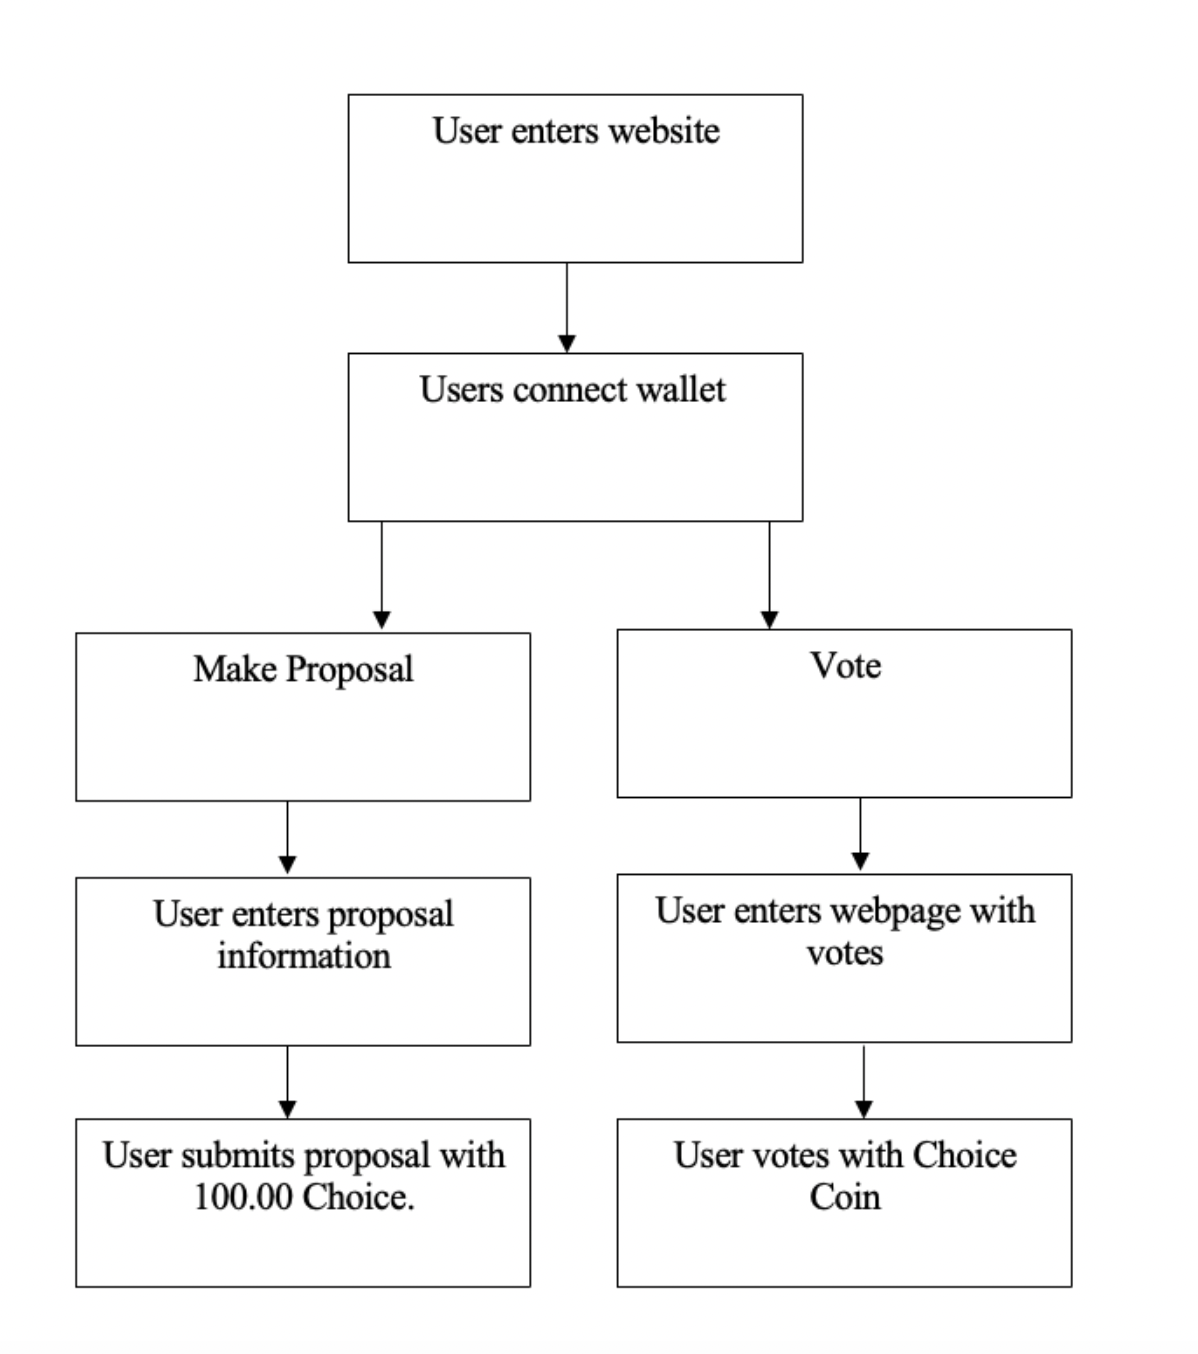 User enters website
Users connect wallet
Make Proposal
Vote
User enters proposal
information
User enters webpage with
votes
User submits proposal with
100.00 Choice.
User votes with Choice
Coin